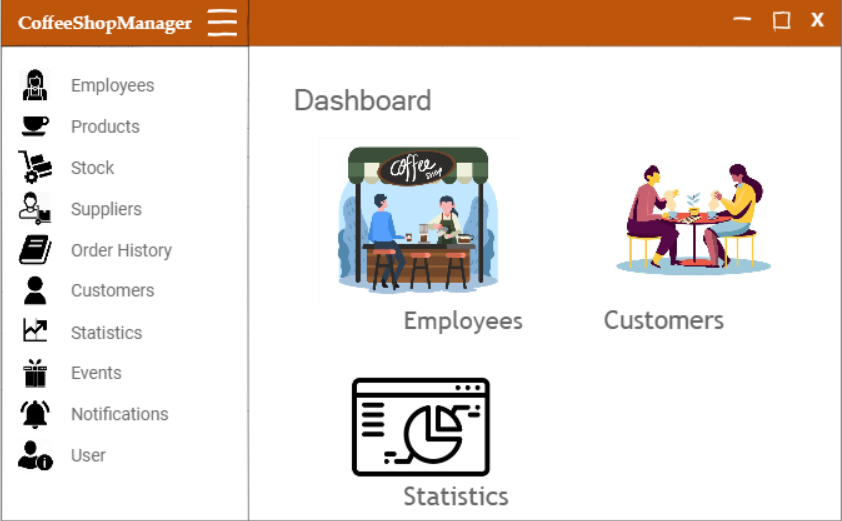 CoffeeShopManager
X
Employees
Products
Stock
Suppliers
Order History
Customers
Statistics
Events
Notifications
User
Dashboard
Coffee
Shop
Employees
Customers
Statistics